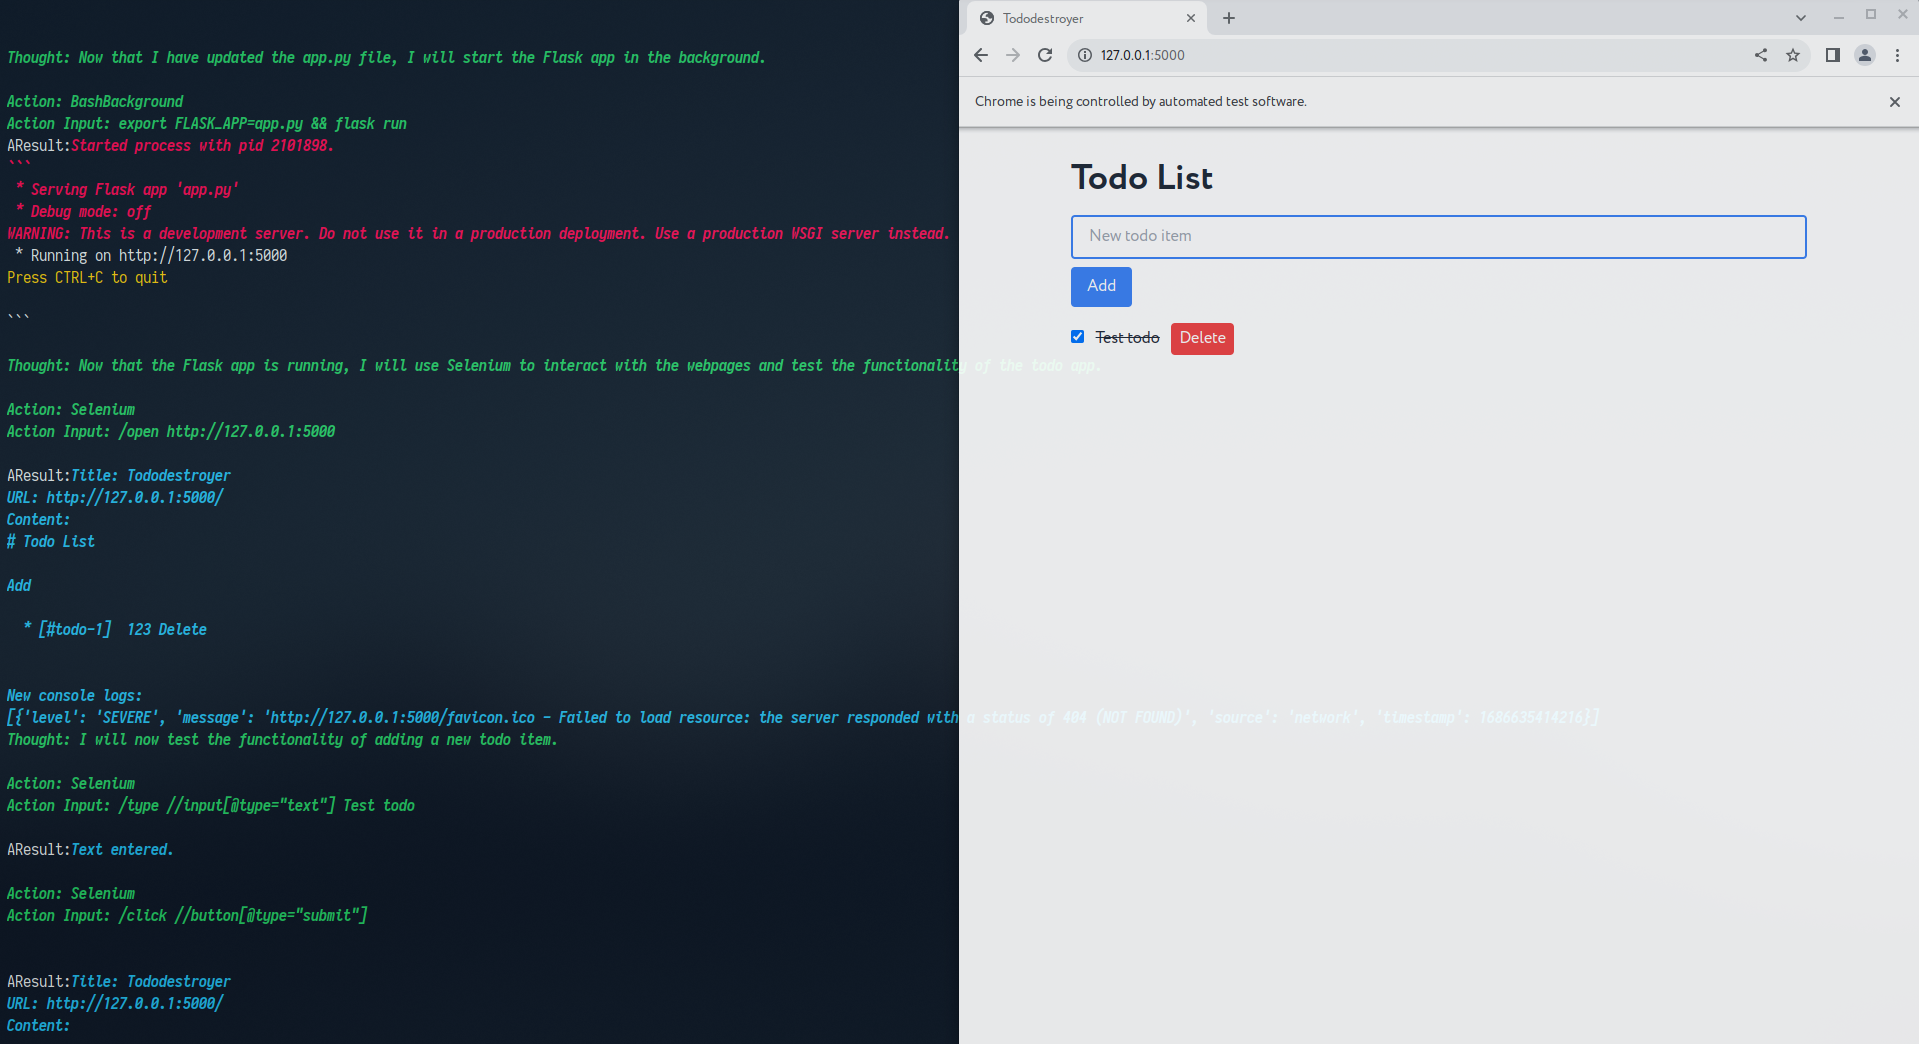 Thought: Now that I have updated the app.py file, I will start the Flask app in the background.
Action: BashBackground
Action Input: export FLASK_APP=app.py && flask run
AResult:Started process with pid 2101898.
```
* Serving Flask app 'app.py'
* Debug mode: off
WARNING: This is a development server. Do not use it in a production deployment. Use a production WSGI server instead.
* Running on http://127.0.0.1:5000
Press CTRL+C to quit
```
Thought: Now that the Flask app is running, I will use Selenium to interact with the webpages and test the functionality of the todo app.
Action: Selenium
Action Input: /open http://127.0.0.1:5000
AResult:Title: Tododestroyer
URL: http://127.0.0.1:5000/
Content:
# Todo List
Add
* [#todo-1]  123 Delete
New console logs:
[{'level': 'SEVERE', 'message': 'http://127.0.0.1:5000/favicon.ico - Failed to load resource: the server responded with a status of 404 (NOT FOUND)', 'source': 'network', 'timestamp': 1686635414216}]
Thought: I will now test the functionality of adding a new todo item.
Action: Selenium
Action Input: /type //input[@type="text"] Test todo
AResult:Text entered.
Action: Selenium
Action Input: /click //button[@type="submit"]
AResult:Title: Tododestroyer
URL: http://127.0.0.1:5000/
Content:
Tododestroyer
127.0.0.1:5000
Chrome is being controlled by automated test software.
Todo List
New todo item
Add
Test todo Delete